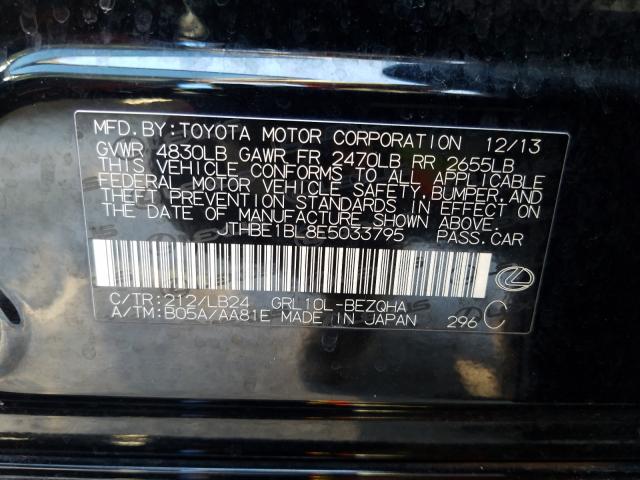 MFD. BY: TOYOTA MOTOR CORPORATION 12/13
GVWR 4830LB GAWR FR 2470LB RR 2655LB
THIS VEHICLE CONFORMS TO ALL APPLICABLE
FEDERAL MOTOR VEHICLE SAFETY, BUMPER, AND
THEFT PREVENTION STANDARDS IN EFFECT ON
THE DATE OF MANUFACTURE SHOWN ABOVE.
JTHBE1BL8E5033795 PASS. CAR
C/TR: 212/LB24 GRL10L-BEZQHA
A/TM: B05A/AA81E MADE IN JAPAN 296 C